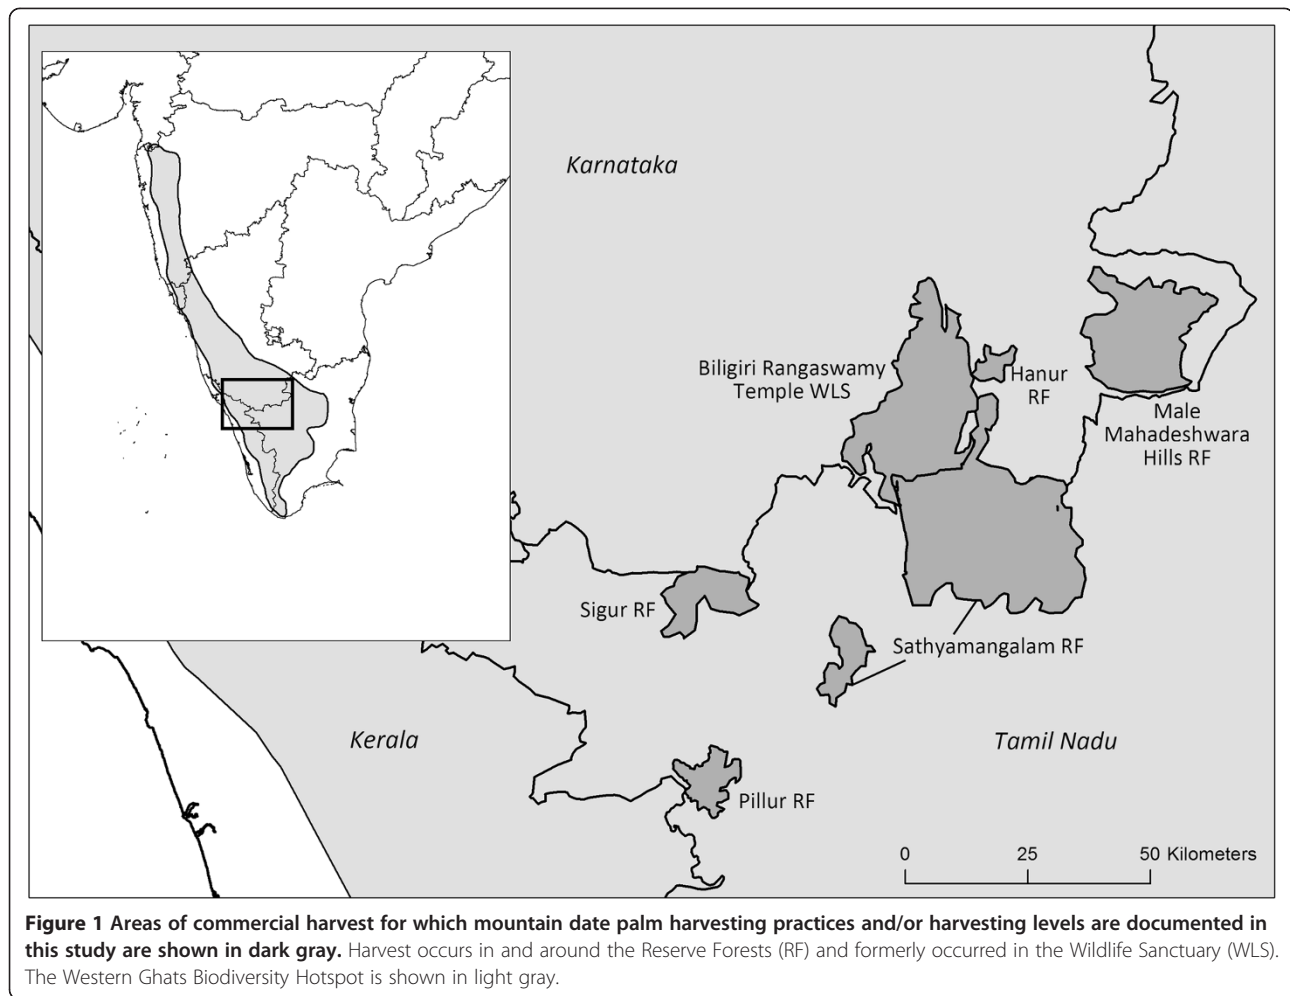 Karnataka
Biligiri Rangaswamy
Temple WLS
Hanur
RF
Male
Mahadeshwara
Hills RF
Sigur RF
Sathyamangalam RF
Kerala
Tamil Nadu
Pillur RF
0 25 50 Kilometers
Figure 1 Areas of commercial harvest for which mountain date palm harvesting practices and/or harvesting levels are documented in
this study are shown in dark gray. Harvest occurs in and around the Reserve Forests (RF) and formerly occurred in the Wildlife Sanctuary (WLS).
The Western Ghats Biodiversity Hotspot is shown in light gray.